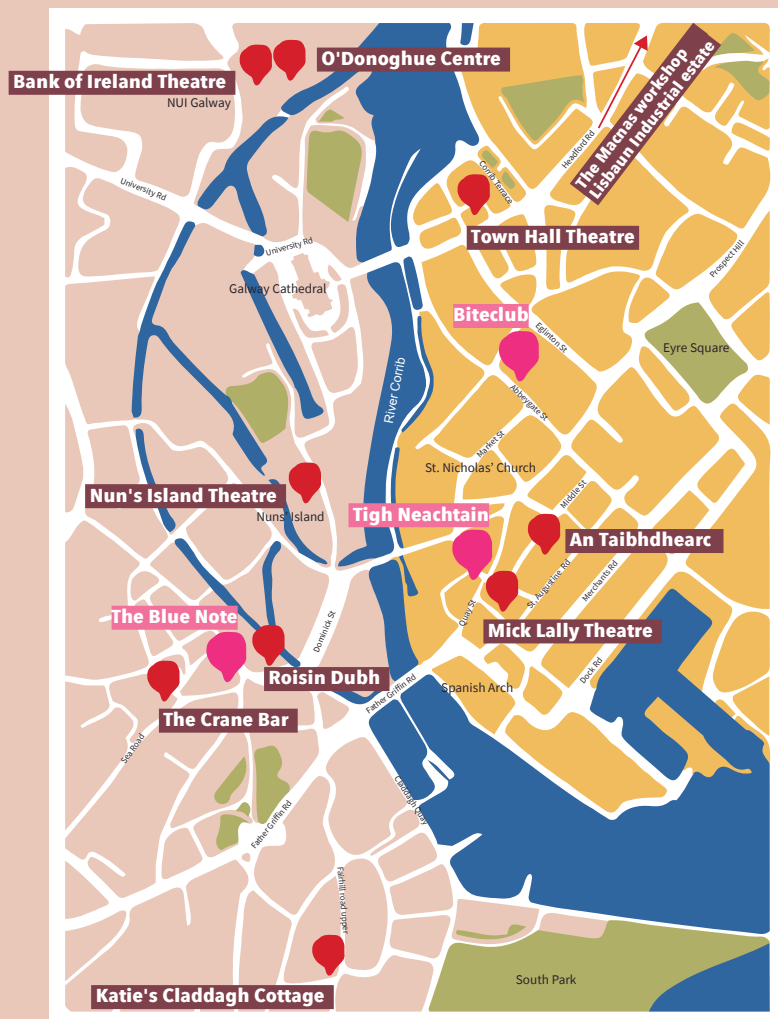 O'Donoghue Centre
Bank of Ireland Theatre
NUI Galway
The Macnas workshop
Lisbaun Industrial estate
Headford Rd
Corrib Terrace
University Rd
Town Hall Theatre
University Rd
Prospect Hill
Galway Cathedral
Biteclub
Eglinton St
Eyre Square
River Corrib
Abbeygate St
Market St
St. Nicholas’ Church
Nun's Island Theatre
Middle St
Nuns’ Island
Tigh Neachtain
An Taibhdhearc
St. Augustine Rd
Merchants Rd
The Blue Note
Quay St
Dominick St
Mick Lally Theatre
Roisin Dubh
Father Griffin Rd
Spanish Arch
Dock Rd
The Crane Bar
Sea Road
Claddagh Quay
Father Griffin Rd
Fairhill road upper
South Park
Katie's Claddagh Cottage